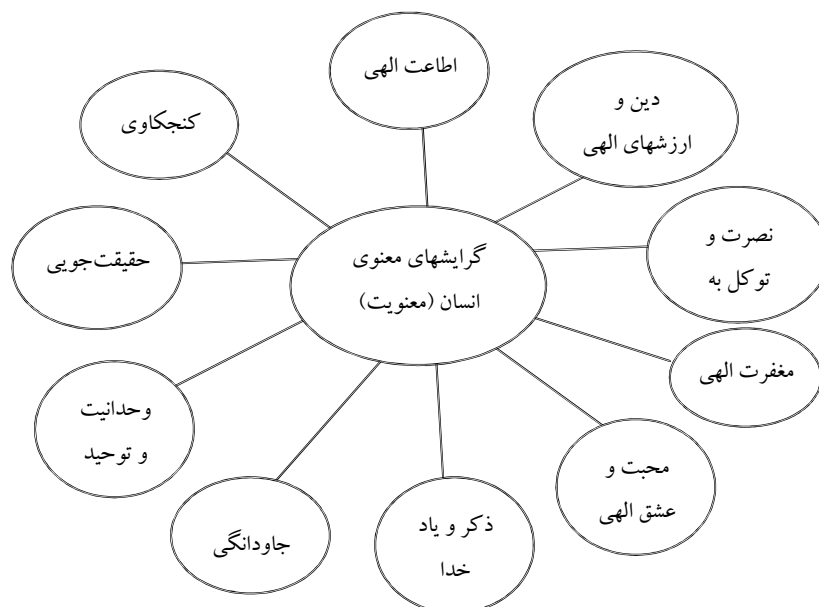 اطاعت الهی
دین و
ارزشهای الهی
کنجکاوی
نصرت و
توکل به
گرایشهای معنوی
انسان (معنویت)
حقیقت‌جویی
مغفرت الهی
وحدانیت
و توحید
محبت و
عشق الهی
ذکر و یاد
خدا
جاودانگی